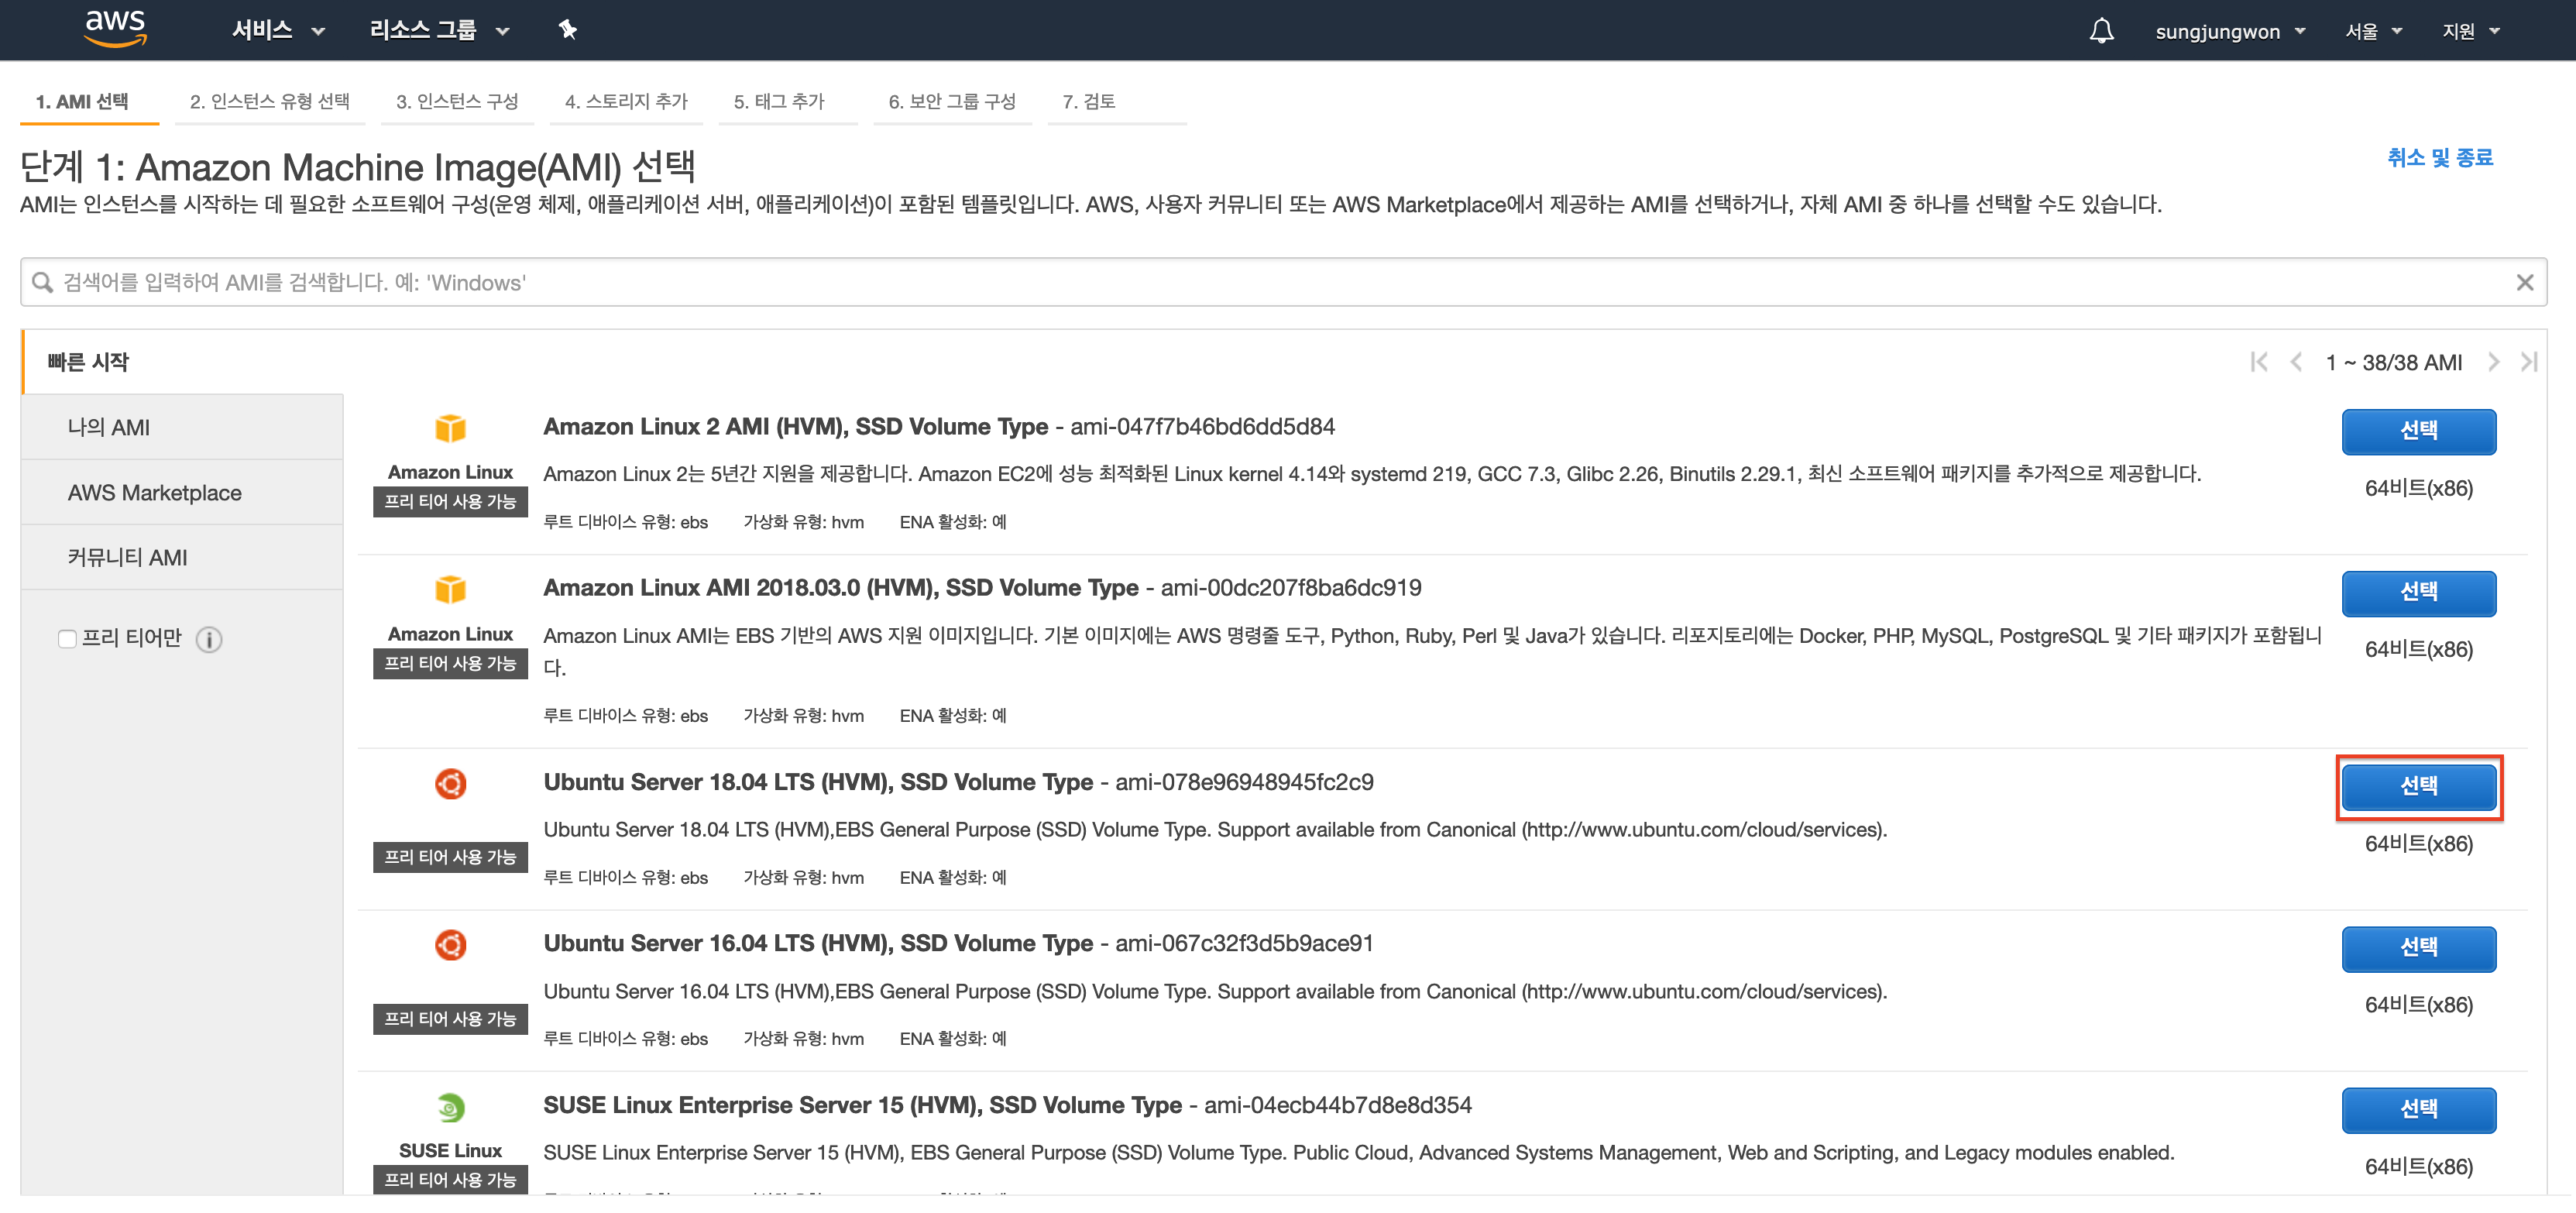 aws 서비스 리소스 그룹 sungjungwon 서울 지원
1. AMI 선택 2. 인스턴스 유형 선택 3. 인스턴스 구성 4. 스토리지 추가 5. 태그 추가 6. 보안 그룹 구성 7. 검토
단계 1: Amazon Machine Image(AMI) 선택
취소 및 종료
AMI는 인스턴스를 시작하는 데 필요한 소프트웨어 구성(운영 체제, 애플리케이션 서버, 애플리케이션)이 포함된 템플릿입니다. AWS, 사용자 커뮤니티 또는 AWS Marketplace에서 제공하는 AMI를 선택하거나, 자체 AMI 중 하나를 선택할 수도 있습니다.
검색어를 입력하여 AMI를 검색합니다. 예: 'Windows'
빠른 시작
1 ~ 38/38 AMI
나의 AMI
AWS Marketplace
커뮤니티 AMI
프리 티어만
Amazon Linux 2 AMI (HVM), SSD Volume Type - ami-047f7b46bd6dd5d84
선택
Amazon Linux
프리 티어 사용 가능
Amazon Linux 2는 5년간 지원을 제공합니다. Amazon EC2에 성능 최적화된 Linux kernel 4.14와 systemd 219, GCC 7.3, Glibc 2.26, Binutils 2.29.1, 최신 소프트웨어 패키지를 추가적으로 제공합니다.
64비트(x86)
루트 디바이스 유형: ebs 가상화 유형: hvm ENA 활성화: 예
Amazon Linux AMI 2018.03.0 (HVM), SSD Volume Type - ami-00dc207f8ba6dc919
선택
Amazon Linux
프리 티어 사용 가능
Amazon Linux AMI는 EBS 기반의 AWS 지원 이미지입니다. 기본 이미지에는 AWS 명령줄 도구, Python, Ruby, Perl 및 Java가 있습니다. 리포지토리에는 Docker, PHP, MySQL, PostgreSQL 및 기타 패키지가 포함됩니
다.
64비트(x86)
루트 디바이스 유형: ebs 가상화 유형: hvm ENA 활성화: 예
Ubuntu Server 18.04 LTS (HVM), SSD Volume Type - ami-078e96948945fc2c9
선택
프리 티어 사용 가능
Ubuntu Server 18.04 LTS (HVM),EBS General Purpose (SSD) Volume Type. Support available from Canonical (http://www.ubuntu.com/cloud/services).
64비트(x86)
루트 디바이스 유형: ebs 가상화 유형: hvm ENA 활성화: 예
Ubuntu Server 16.04 LTS (HVM), SSD Volume Type - ami-067c32f3d5b9ace91
선택
프리 티어 사용 가능
Ubuntu Server 16.04 LTS (HVM),EBS General Purpose (SSD) Volume Type. Support available from Canonical (http://www.ubuntu.com/cloud/services).
64비트(x86)
루트 디바이스 유형: ebs 가상화 유형: hvm ENA 활성화: 예
SUSE Linux Enterprise Server 15 (HVM), SSD Volume Type - ami-04ecb44b7d8e8d354
선택
SUSE Linux
프리 티어 사용 가능
SUSE Linux Enterprise Server 15 (HVM), EBS General Purpose (SSD) Volume Type. Public Cloud, Advanced Systems Management, Web and Scripting, and Legacy modules enabled.
64비트(x86)